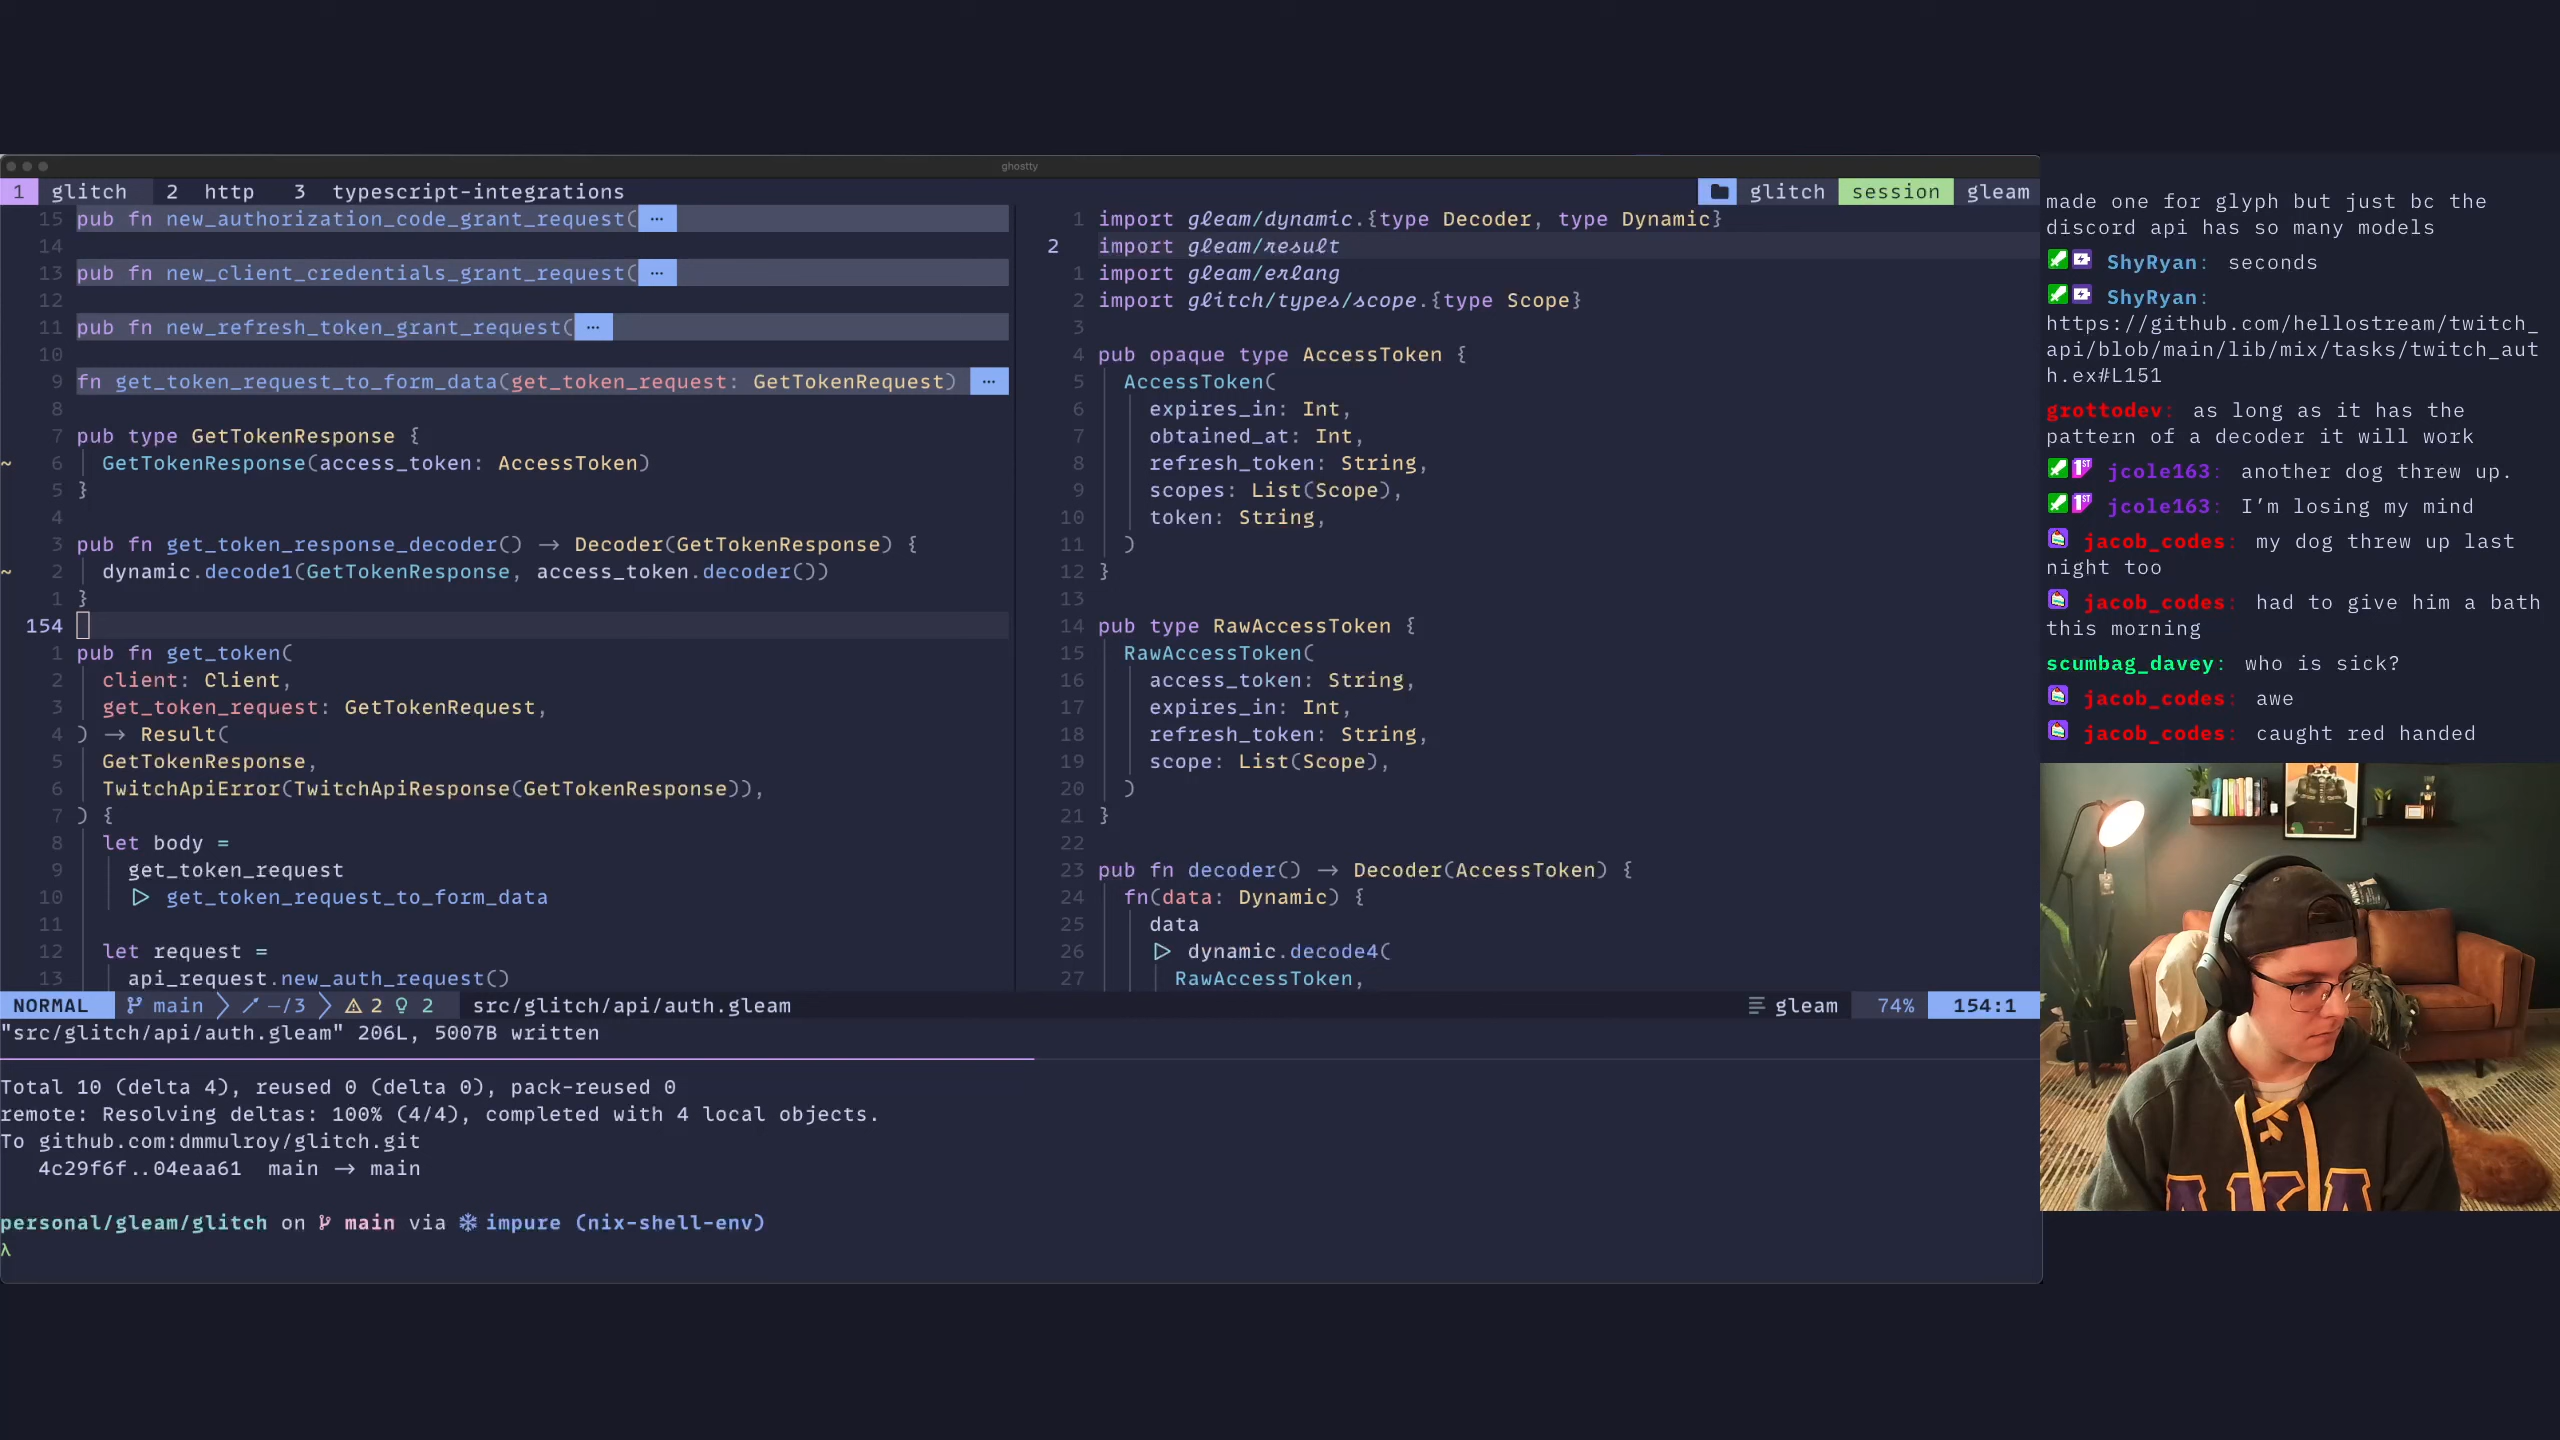 ghostty
1 glitch 2 http 3 typescript-integrations
glitch session gleam
15 pub fn new_authorization_code_grant_request( ···
14
13 pub fn new_client_credentials_grant_request( ···
12
11 pub fn new_refresh_token_grant_request( ···
10
9 fn get_token_request_to_form_data(get_token_request: GetTokenRequest) ···
8
7 pub type GetTokenResponse {
~ 6 GetTokenResponse(access_token: AccessToken)
5 }
4
3 pub fn get_token_response_decoder() → Decoder(GetTokenResponse) {
~ 2 dynamic.decode1(GetTokenResponse, access_token.decoder())
1 }
154
1 pub fn get_token(
2 client: Client,
3 get_token_request: GetTokenRequest,
4 ) → Result(
5 GetTokenResponse,
6 TwitchApiError(TwitchApiResponse(GetTokenResponse)),
7 ) {
8 let body =
9 get_token_request
10 ▷ get_token_request_to_form_data
11
12 let request =
13 api_request.new_auth_request()
1 import gleam/dynamic.{type Decoder, type Dynamic}
2 import gleam/result
1 import gleam/erlang
2 import glitch/types/scope.{type Scope}
3
4 pub opaque type AccessToken {
5 AccessToken(
6 expires_in: Int,
7 obtained_at: Int,
8 refresh_token: String,
9 scopes: List(Scope),
10 token: String,
11 )
12 }
13
14 pub type RawAccessToken {
15 RawAccessToken(
16 access_token: String,
17 expires_in: Int,
18 refresh_token: String,
19 scope: List(Scope),
20 )
21 }
22
23 pub fn decoder() → Decoder(AccessToken) {
24 fn(data: Dynamic) {
25 data
26 ▷ dynamic.decode4(
27 RawAccessToken,
NORMAL main −/3 2 2 src/glitch/api/auth.gleam gleam 74% 154:1
"src/glitch/api/auth.gleam" 206L, 5007B written
Total 10 (delta 4), reused 0 (delta 0), pack-reused 0
remote: Resolving deltas: 100% (4/4), completed with 4 local objects.
To github.com:dmmulroy/glitch.git
4c29f6f..04eaa61 main → main
personal/gleam/glitch on main via impure (nix-shell-env)
λ
made one for glyph but just bc the
discord api has so many models
ShyRyan: seconds
ShyRyan:
https://github.com/hellostream/twitch_
api/blob/main/lib/mix/tasks/twitch_aut
h.ex#L151
grottodev: as long as it has the
pattern of a decoder it will work
1ST jcole163: another dog threw up.
1ST jcole163: I'm losing my mind
jacob_codes: my dog threw up last
night too
jacob_codes: had to give him a bath
this morning
scumbag_davey: who is sick?
jacob_codes: awe
jacob_codes: caught red handed